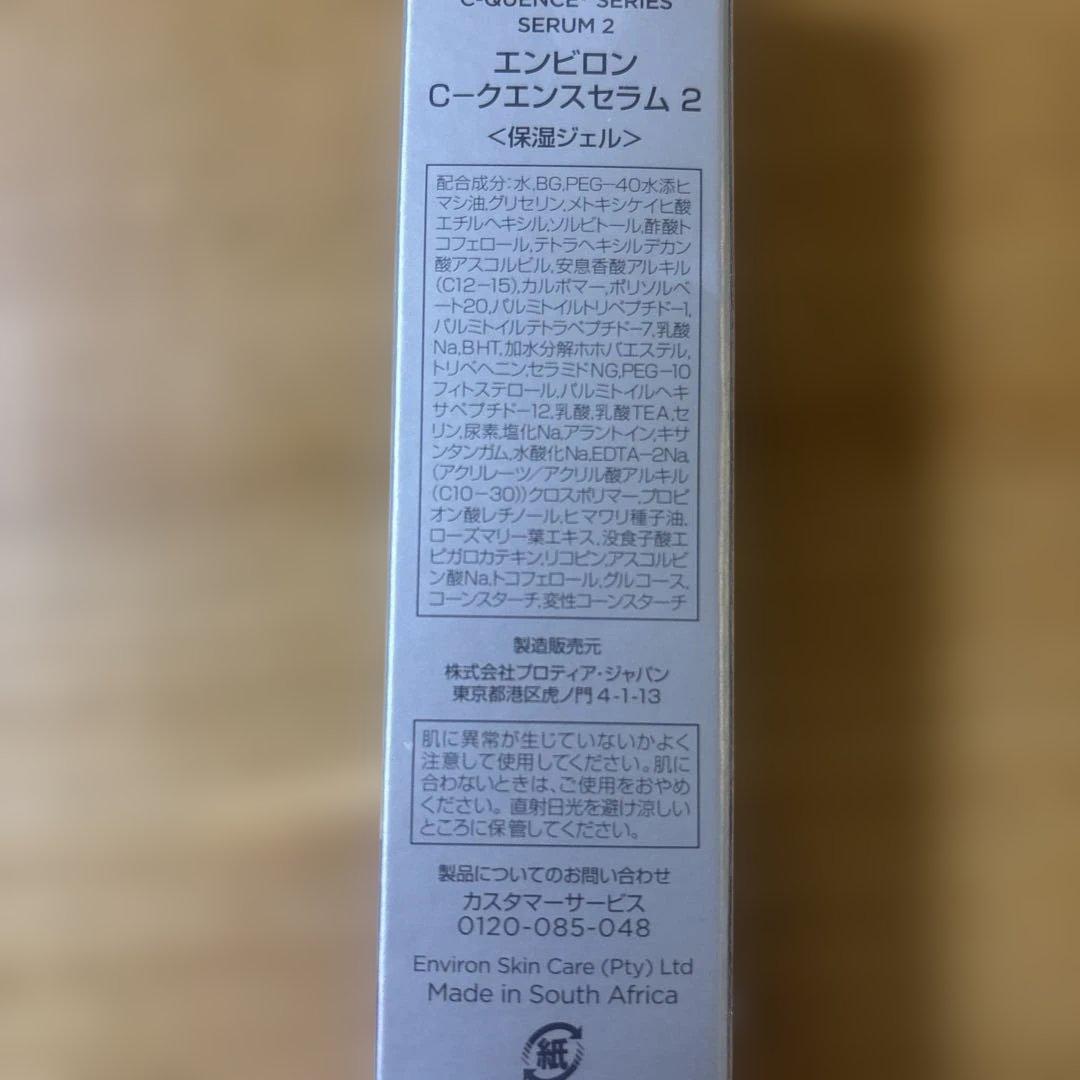 C-QUENCE® SERIES
SERUM 2
エンビロン
C-クエンスセラム 2
<保湿ジェル>
配合成分:水,BG,PEG-40水添ヒ
マシ油,グリセリン,メトキシケイヒ酸
エチルヘキシル,ソルビトール,酢酸ト
コフェロール,テトラヘキシルデカン
酸アスコルビル,安息香酸アルキル
(C12-15),カルボマー,ポリソルベ
ート20,パルミトイルトリペプチド-1,
パルミトイルテトラペプチド-7,乳酸
Na,BHT,加水分解ホホバエステル,
トリベヘニン,セラミドNG,PEG-10
フィトステロール,パルミトイルヘキ
サペプチド-12,乳酸,乳酸TEA,セ
リン,尿素,塩化Na,アラントイン,キサ
ンタンガム,水酸化Na,EDTA-2Na,
(アクリレーツ/アクリル酸アルキル
(C10-30))クロスポリマー,プロピ
オン酸レチノール,ヒマワリ種子油,
ローズマリー葉エキス,没食子酸エ
ピガロカテキン,リコピン,アスコルビ
ン酸Na,トコフェロール,グルコース,
コーンスターチ,変性コーンスターチ
製造販売元
株式会社プロティア・ジャパン
東京都港区虎ノ門 4-1-13
肌に異常が生じていないかよく
注意して使用してください。肌に
合わないときは、ご使用をおやめ
ください。直射日光を避け涼しい
ところに保管してください。
製品についてのお問い合わせ
カスタマーサービス
0120-085-048
Environ Skin Care (Pty) Ltd
Made in South Africa
紙